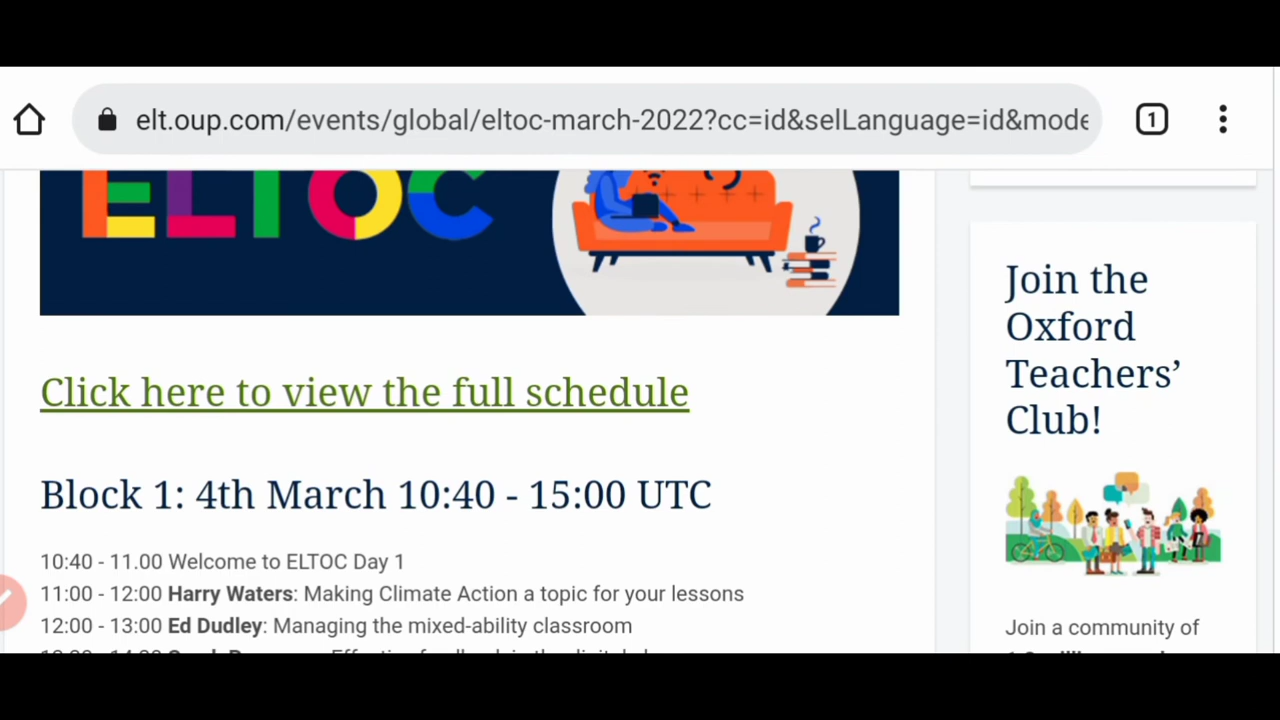 elt.oup.com/events/global/eltoc-march-2022?cc=id&selLanguage=id&mode
1
ELTOC
Click here to view the full schedule
Block 1: 4th March 10:40 - 15:00 UTC
10:40 - 11.00 Welcome to ELTOC Day 1
11:00 - 12:00 Harry Waters: Making Climate Action a topic for your lessons
12:00 - 13:00 Ed Dudley: Managing the mixed-ability classroom
Join the
Oxford
Teachers’
Club!
Join a community of